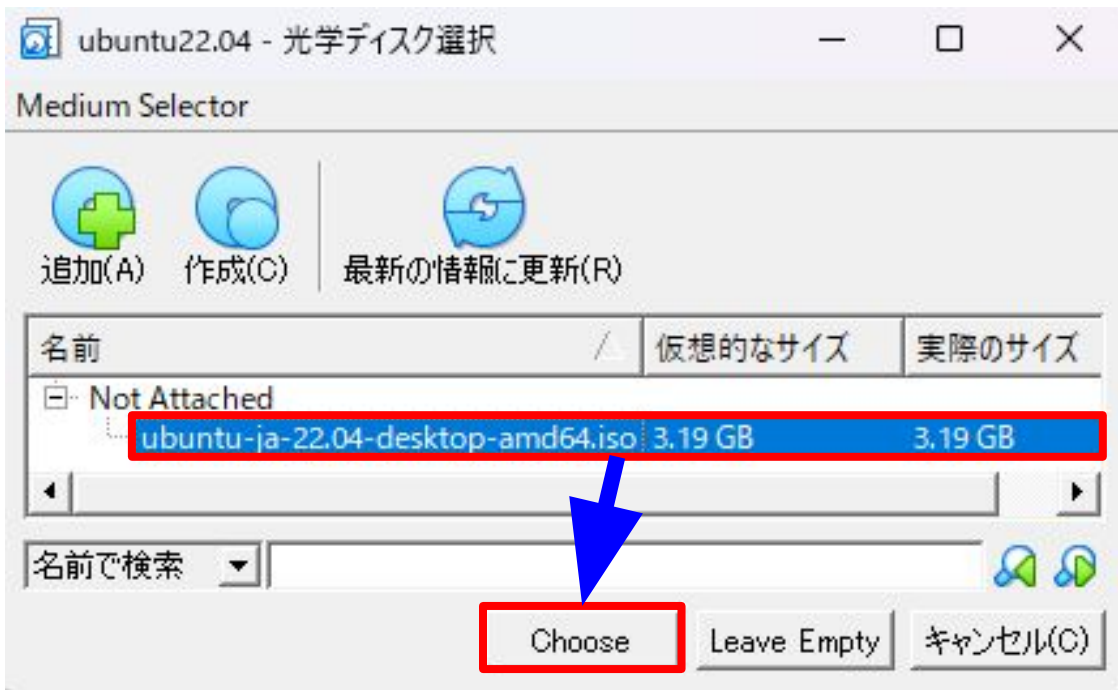 ubuntu22.04 - 光学ディスク選択
Medium Selector
追加(A) 作成(C) 最新の情報に更新(R)
名前 仮想的なサイズ 実際のサイズ
Not Attached
ubuntu-ja-22.04-desktop-amd64.iso 3.19 GB 3.19 GB
名前で検索
Choose Leave Empty キャンセル(C)